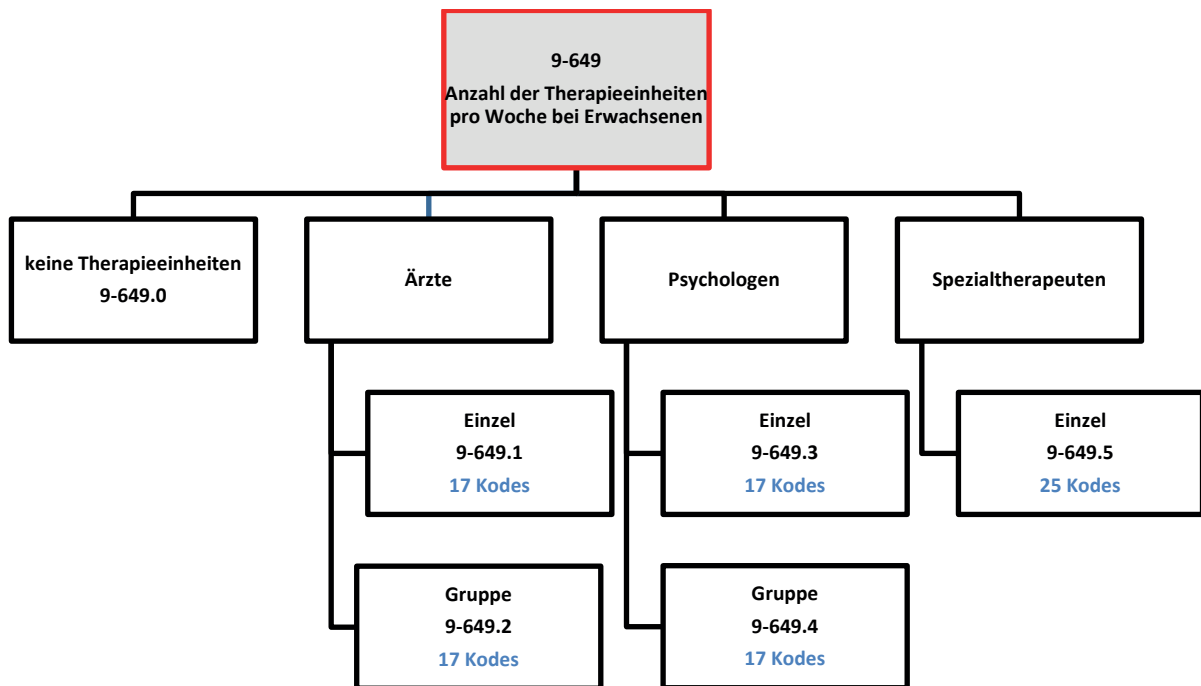 9-649
Anzahl der Therapieeinheiten
pro Woche bei Erwachsenen
keine Therapieeinheiten
9-649.0
Ärzte
Psychologen
Spezialtherapeuten
Einzel
9-649.1
17 Kodes
Einzel
9-649.3
17 Kodes
Einzel
9-649.5
25 Kodes
Gruppe
9-649.2
17 Kodes
Gruppe
9-649.4
17 Kodes